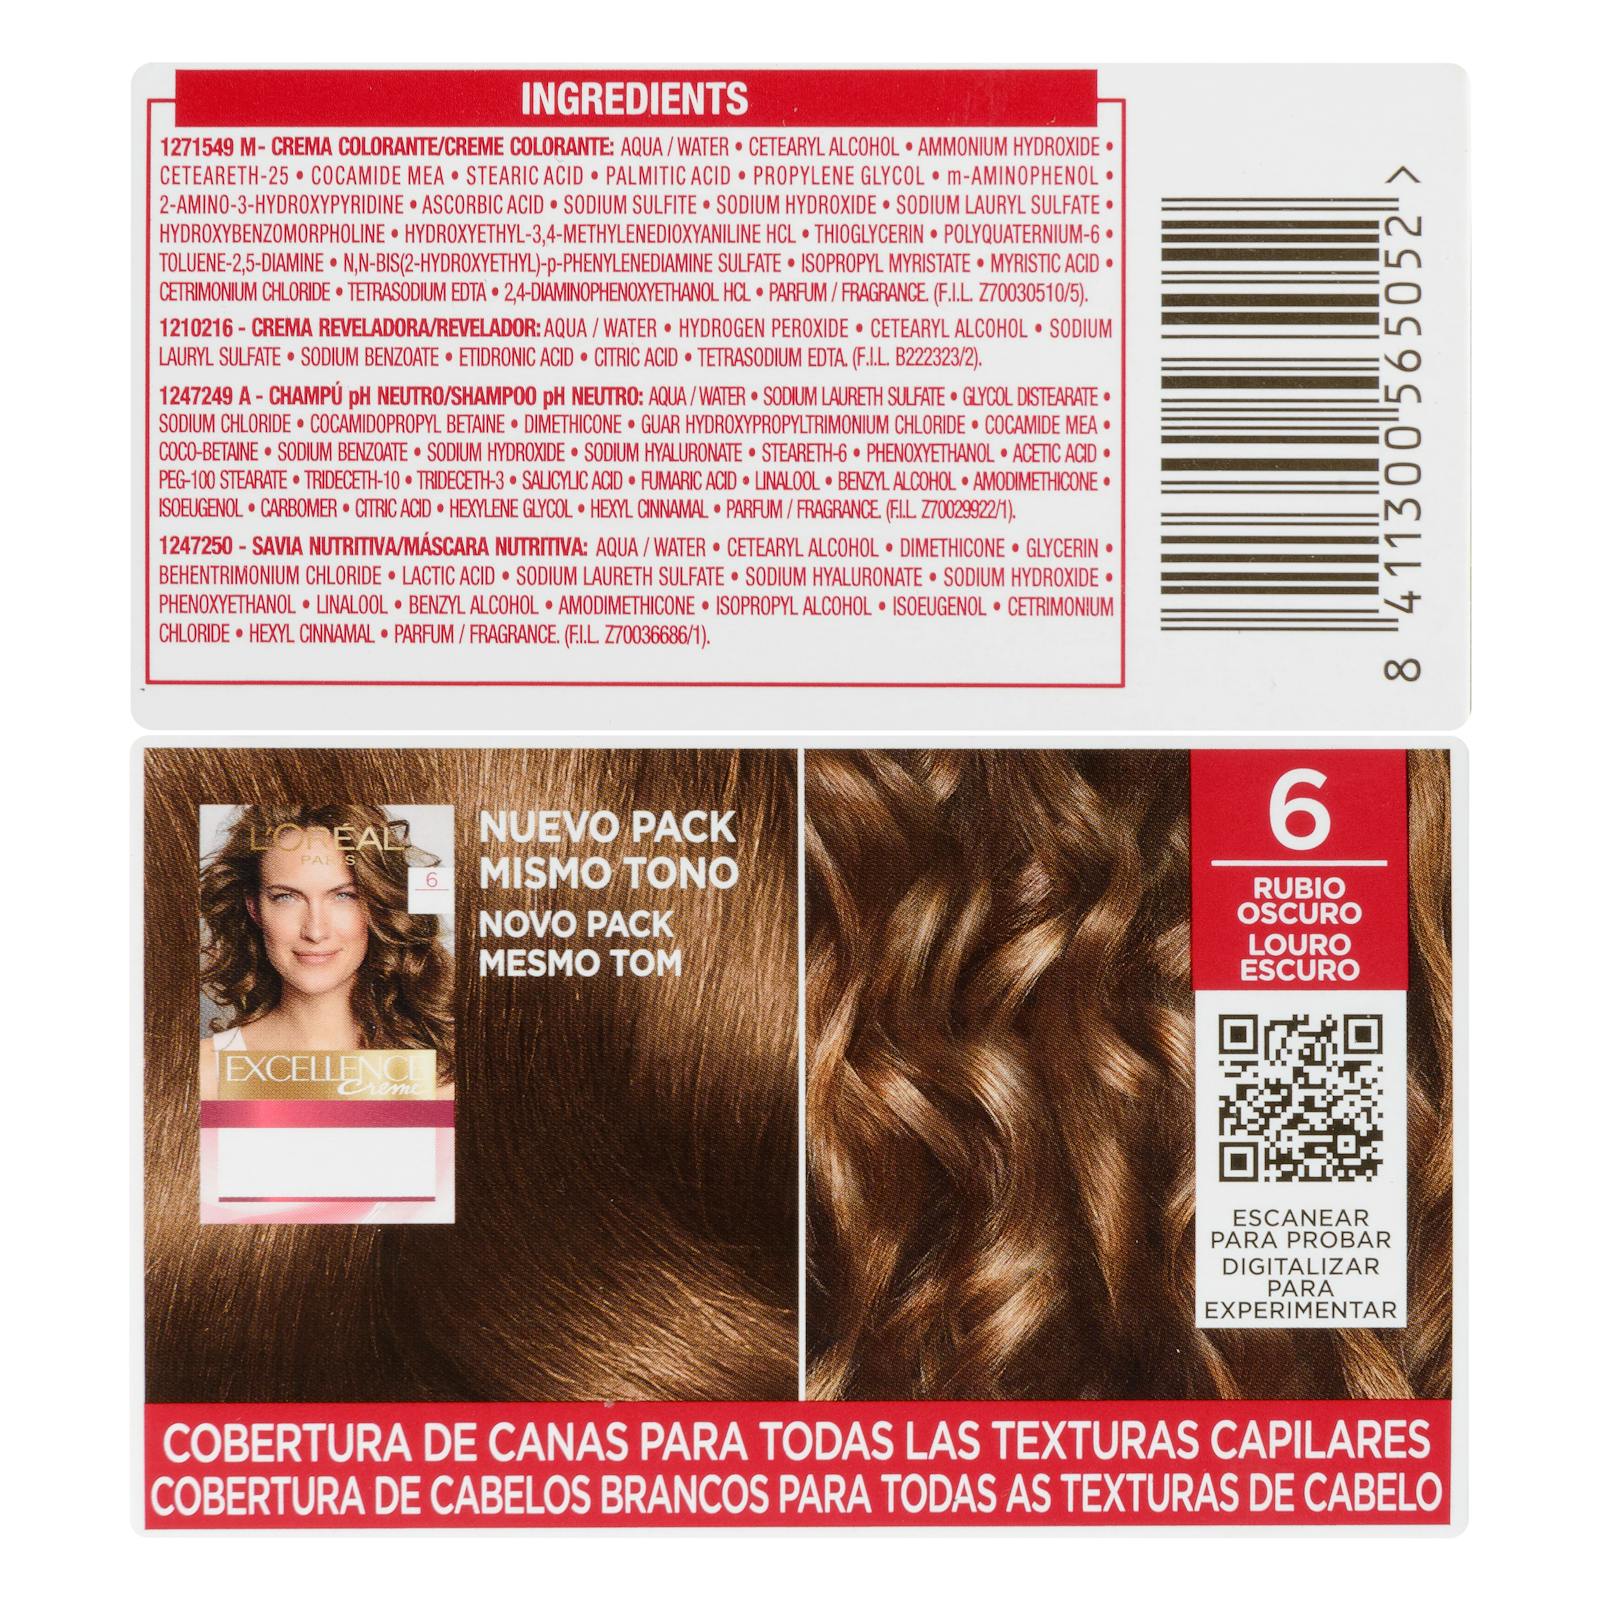 INGREDIENTS
1271549 M- CREMA COLORANTE/CREME COLORANTE: AQUA / WATER • CETEARYL ALCOHOL • AMMONIUM HYDROXIDE •
CETEARETH-25 • COCAMIDE MEA • STEARIC ACID • PALMITIC ACID • PROPYLENE GLYCOL • m-AMINOPHENOL •
2-AMINO-3-HYDROXYPYRIDINE • ASCORBIC ACID • SODIUM SULFITE • SODIUM HYDROXIDE • SODIUM LAURYL SULFATE •
HYDROXYBENZOMORPHOLINE • HYDROXYETHYL-3,4-METHYLENEDIOXYANILINE HCL • THIOGLYCERIN • POLYQUATERNIUM-6 •
TOLUENE-2,5-DIAMINE • N,N-BIS(2-HYDROXYETHYL)-p-PHENYLENEDIAMINE SULFATE • ISOPROPYL MYRISTATE • MYRISTIC ACID •
CETRIMONIUM CHLORIDE • TETRASODIUM EDTA • 2,4-DIAMINOPHENOXYETHANOL HCL • PARFUM / FRAGRANCE. (F.I.L. Z70030510/5).
1210216 - CREMA REVELADORA/REVELADOR: AQUA / WATER • HYDROGEN PEROXIDE • CETEARYL ALCOHOL • SODIUM
LAURYL SULFATE • SODIUM BENZOATE • ETIDRONIC ACID • CITRIC ACID • TETRASODIUM EDTA. (F.I.L. B222323/2).
1247249 A - CHAMPÚ pH NEUTRO/SHAMPOO pH NEUTRO: AQUA / WATER • SODIUM LAURETH SULFATE • GLYCOL DISTEARATE •
SODIUM CHLORIDE • COCAMIDOPROPYL BETAINE • DIMETHICONE • GUAR HYDROXYPROPYLTRIMONIUM CHLORIDE • COCAMIDE MEA •
COCO-BETAINE • SODIUM BENZOATE • SODIUM HYDROXIDE • SODIUM HYALURONATE • STEARETH-6 • PHENOXYETHANOL • ACETIC ACID •
PEG-100 STEARATE • TRIDECETH-10 • TRIDECETH-3 • SALICYLIC ACID • FUMARIC ACID • LINALOOL • BENZYL ALCOHOL • AMODIMETHICONE •
ISOEUGENOL • CARBOMER • CITRIC ACID • HEXYLENE GLYCOL • HEXYL CINNAMAL • PARFUM / FRAGRANCE. (F.I.L. Z70029922/1).
1247250 - SAVIA NUTRITIVA/MÁSCARA NUTRITIVA: AQUA / WATER • CETEARYL ALCOHOL • DIMETHICONE • GLYCERIN •
BEHENTRIMONIUM CHLORIDE • LACTIC ACID • SODIUM LAURETH SULFATE • SODIUM HYALURONATE • SODIUM HYDROXIDE •
PHENOXYETHANOL • LINALOOL • BENZYL ALCOHOL • AMODIMETHICONE • ISOPROPYL ALCOHOL • ISOEUGENOL • CETRIMONIUM
CHLORIDE • HEXYL CINNAMAL • PARFUM / FRAGRANCE. (F.I.L. Z70036686/1).
8 411300 565052 >
L'ORÉAL
PARIS
6
EXCELLENCE
Creme
NUEVO PACK
MISMO TONO
NOVO PACK
MESMO TOM
6
RUBIO
OSCURO
LOURO
ESCURO
ESCANEAR
PARA PROBAR
DIGITALIZAR
PARA
EXPERIMENTAR
COBERTURA DE CANAS PARA TODAS LAS TEXTURAS CAPILARES
COBERTURA DE CABELOS BRANCOS PARA TODAS AS TEXTURAS DE CABELO